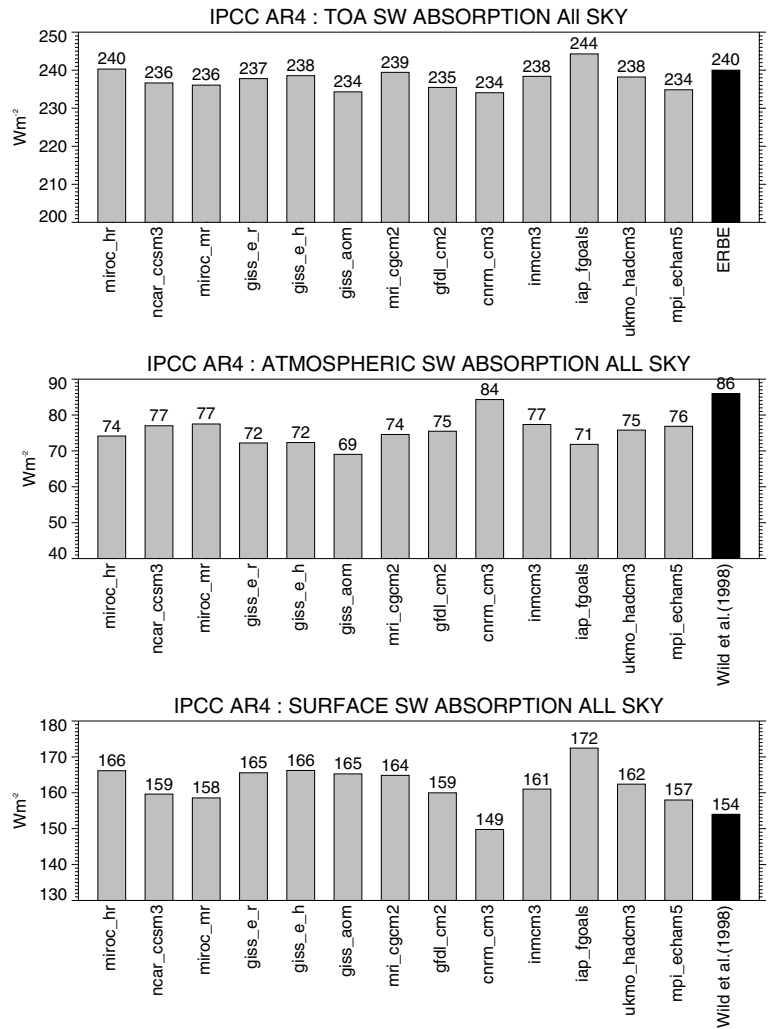 IPCC AR4 : TOA SW ABSORPTION All SKY
Wm-2
250
240
230
220
210
200
240
236
236
237
238
234
239
235
234
238
244
238
234
240
miroc_hr
ncar_ccsm3
miroc_mr
giss_e_r
giss_e_h
giss_aom
mri_cgcm2
gfdl_cm2
cnrm_cm3
inmcm3
iap_fgoals
ukmo_hadcm3
mpi_echam5
ERBE
IPCC AR4 : ATMOSPHERIC SW ABSORPTION ALL SKY
Wm-2
90
80
70
60
50
40
74
77
77
72
72
69
74
75
84
77
71
75
76
86
miroc_hr
ncar_ccsm3
miroc_mr
giss_e_r
giss_e_h
giss_aom
mri_cgcm2
gfdl_cm2
cnrm_cm3
inmcm3
iap_fgoals
ukmo_hadcm3
mpi_echam5
Wild et al.(1998)
IPCC AR4 : SURFACE SW ABSORPTION ALL SKY
Wm-2
180
170
160
150
140
130
166
159
158
165
166
165
164
159
149
161
172
162
157
154
miroc_hr
ncar_ccsm3
miroc_mr
giss_e_r
giss_e_h
giss_aom
mri_cgcm2
gfdl_cm2
cnrm_cm3
inmcm3
iap_fgoals
ukmo_hadcm3
mpi_echam5
Wild et al.(1998)